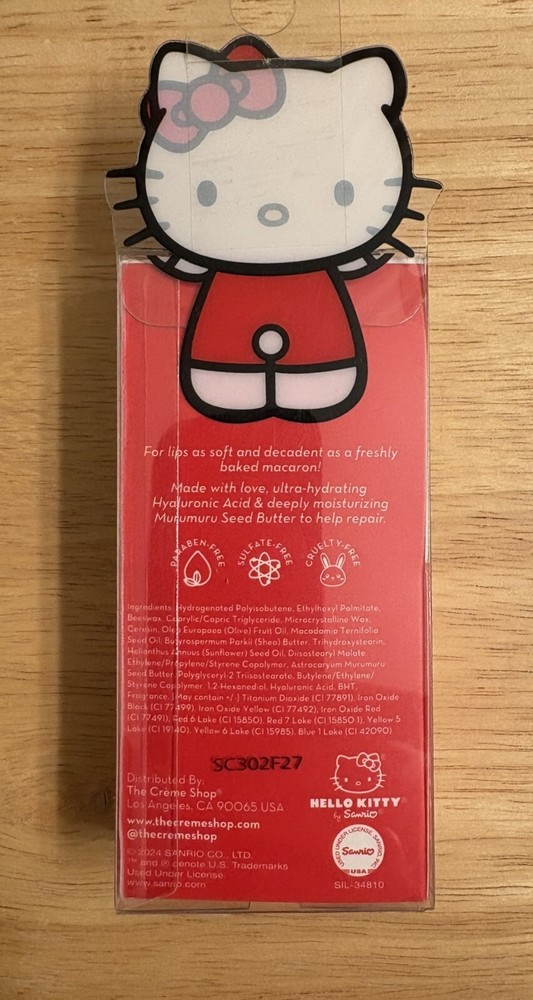 For lips as soft and decadent as a freshly
baked macaron!
Made with love, ultra-hydrating
Hyaluronic Acid & deeply moisturizing
Murumuru Seed Butter to help repair.
PARABEN-FREE
SULFATE-FREE
CRUELTY-FREE
Ingredients: Hydrogenated Polyisobutene, Ethylhexyl Palmitate,
Beeswax, Caprylic/Capric Triglyceride, Microcrystalline Wax,
Ceresin, Olea Europaea (Olive) Fruit Oil, Macadamia Ternifolia
Seed Oil, Butyrospermum Parkii (Shea) Butter, Trihydroxystearin,
Helianthus Annuus (Sunflower) Seed Oil, Diisostearyl Malate,
Ethylene/Propylene/Styrene Copolymer, Astrocaryum Murumuru
Seed Butter, Polyglyceryl-2 Triisostearate, Butylene/Ethylene/
Styrene Copolymer, 1,2-Hexanediol, Hyaluronic Acid, BHT,
Fragrance. [May contain +/-] Titanium Dioxide (CI 77891), Iron Oxide
Black (CI 77499), Iron Oxide Yellow (CI 77492), Iron Oxide Red
(CI 77491), Red 6 Lake (CI 15850), Red 7 Lake (CI 15850:1), Yellow 5
Lake (CI 19140), Yellow 6 Lake (CI 15985), Blue 1 Lake (CI 42090)
SC302F27
Distributed By:
The Crème Shop®
Los Angeles, CA 90065 USA
www.thecremeshop.com
@thecremeshop
© 2024 SANRIO CO., LTD.
™ and ® denote U.S. Trademarks
Used Under License
www.sanrio.com
HELLO KITTY
by Sanrio
USED UNDER LICENSE, SANRIO, INC.
Sanrio
USA
SIL-34810